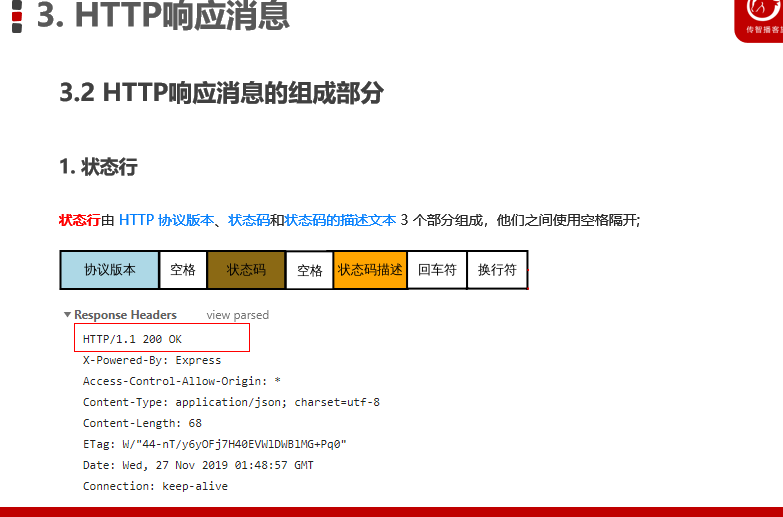 3. HTTP响应消息
传智播客
3.2 HTTP响应消息的组成部分
1. 状态行
状态行由 HTTP 协议版本、状态码和状态码的描述文本 3 个部分组成，他们之间使用空格隔开;
协议版本 空格 状态码 空格 状态码描述 回车符 换行符
Response Headers view parsed
HTTP/1.1 200 OK
X-Powered-By: Express
Access-Control-Allow-Origin: *
Content-Type: application/json; charset=utf-8
Content-Length: 68
ETag: W/"44-nT/y6yOFj7H40EVWlDWBlMG+Pq0"
Date: Wed, 27 Nov 2019 01:48:57 GMT
Connection: keep-alive